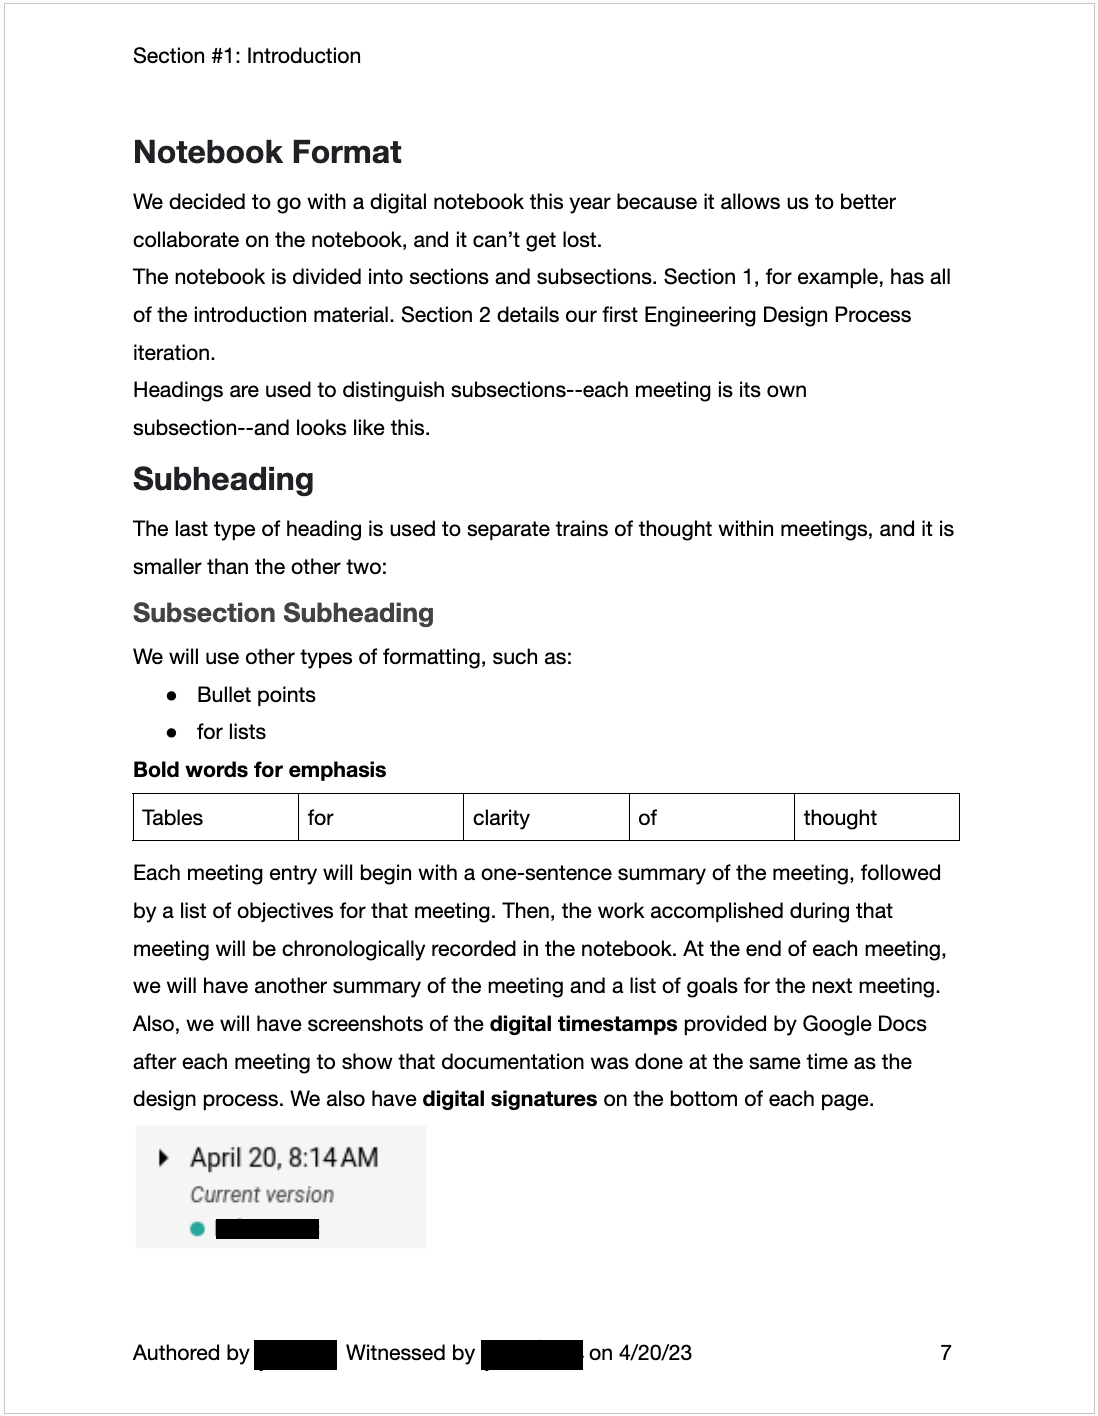 Section #1: Introduction
Notebook Format
We decided to go with a digital notebook this year because it allows us to better
collaborate on the notebook, and it can’t get lost.
The notebook is divided into sections and subsections. Section 1, for example, has all
of the introduction material. Section 2 details our first Engineering Design Process
iteration.
Headings are used to distinguish subsections--each meeting is its own
subsection--and looks like this.
Subheading
The last type of heading is used to separate trains of thought within meetings, and it is
smaller than the other two:
Subsection Subheading
We will use other types of formatting, such as:
● Bullet points
● for lists
Bold words for emphasis
Tables for clarity of thought
Each meeting entry will begin with a one-sentence summary of the meeting, followed
by a list of objectives for that meeting. Then, the work accomplished during that
meeting will be chronologically recorded in the notebook. At the end of each meeting,
we will have another summary of the meeting and a list of goals for the next meeting.
Also, we will have screenshots of the digital timestamps provided by Google Docs
after each meeting to show that documentation was done at the same time as the
design process. We also have digital signatures on the bottom of each page.
April 20, 8:14 AM
Current version
Authored by Witnessed by on 4/20/23 7